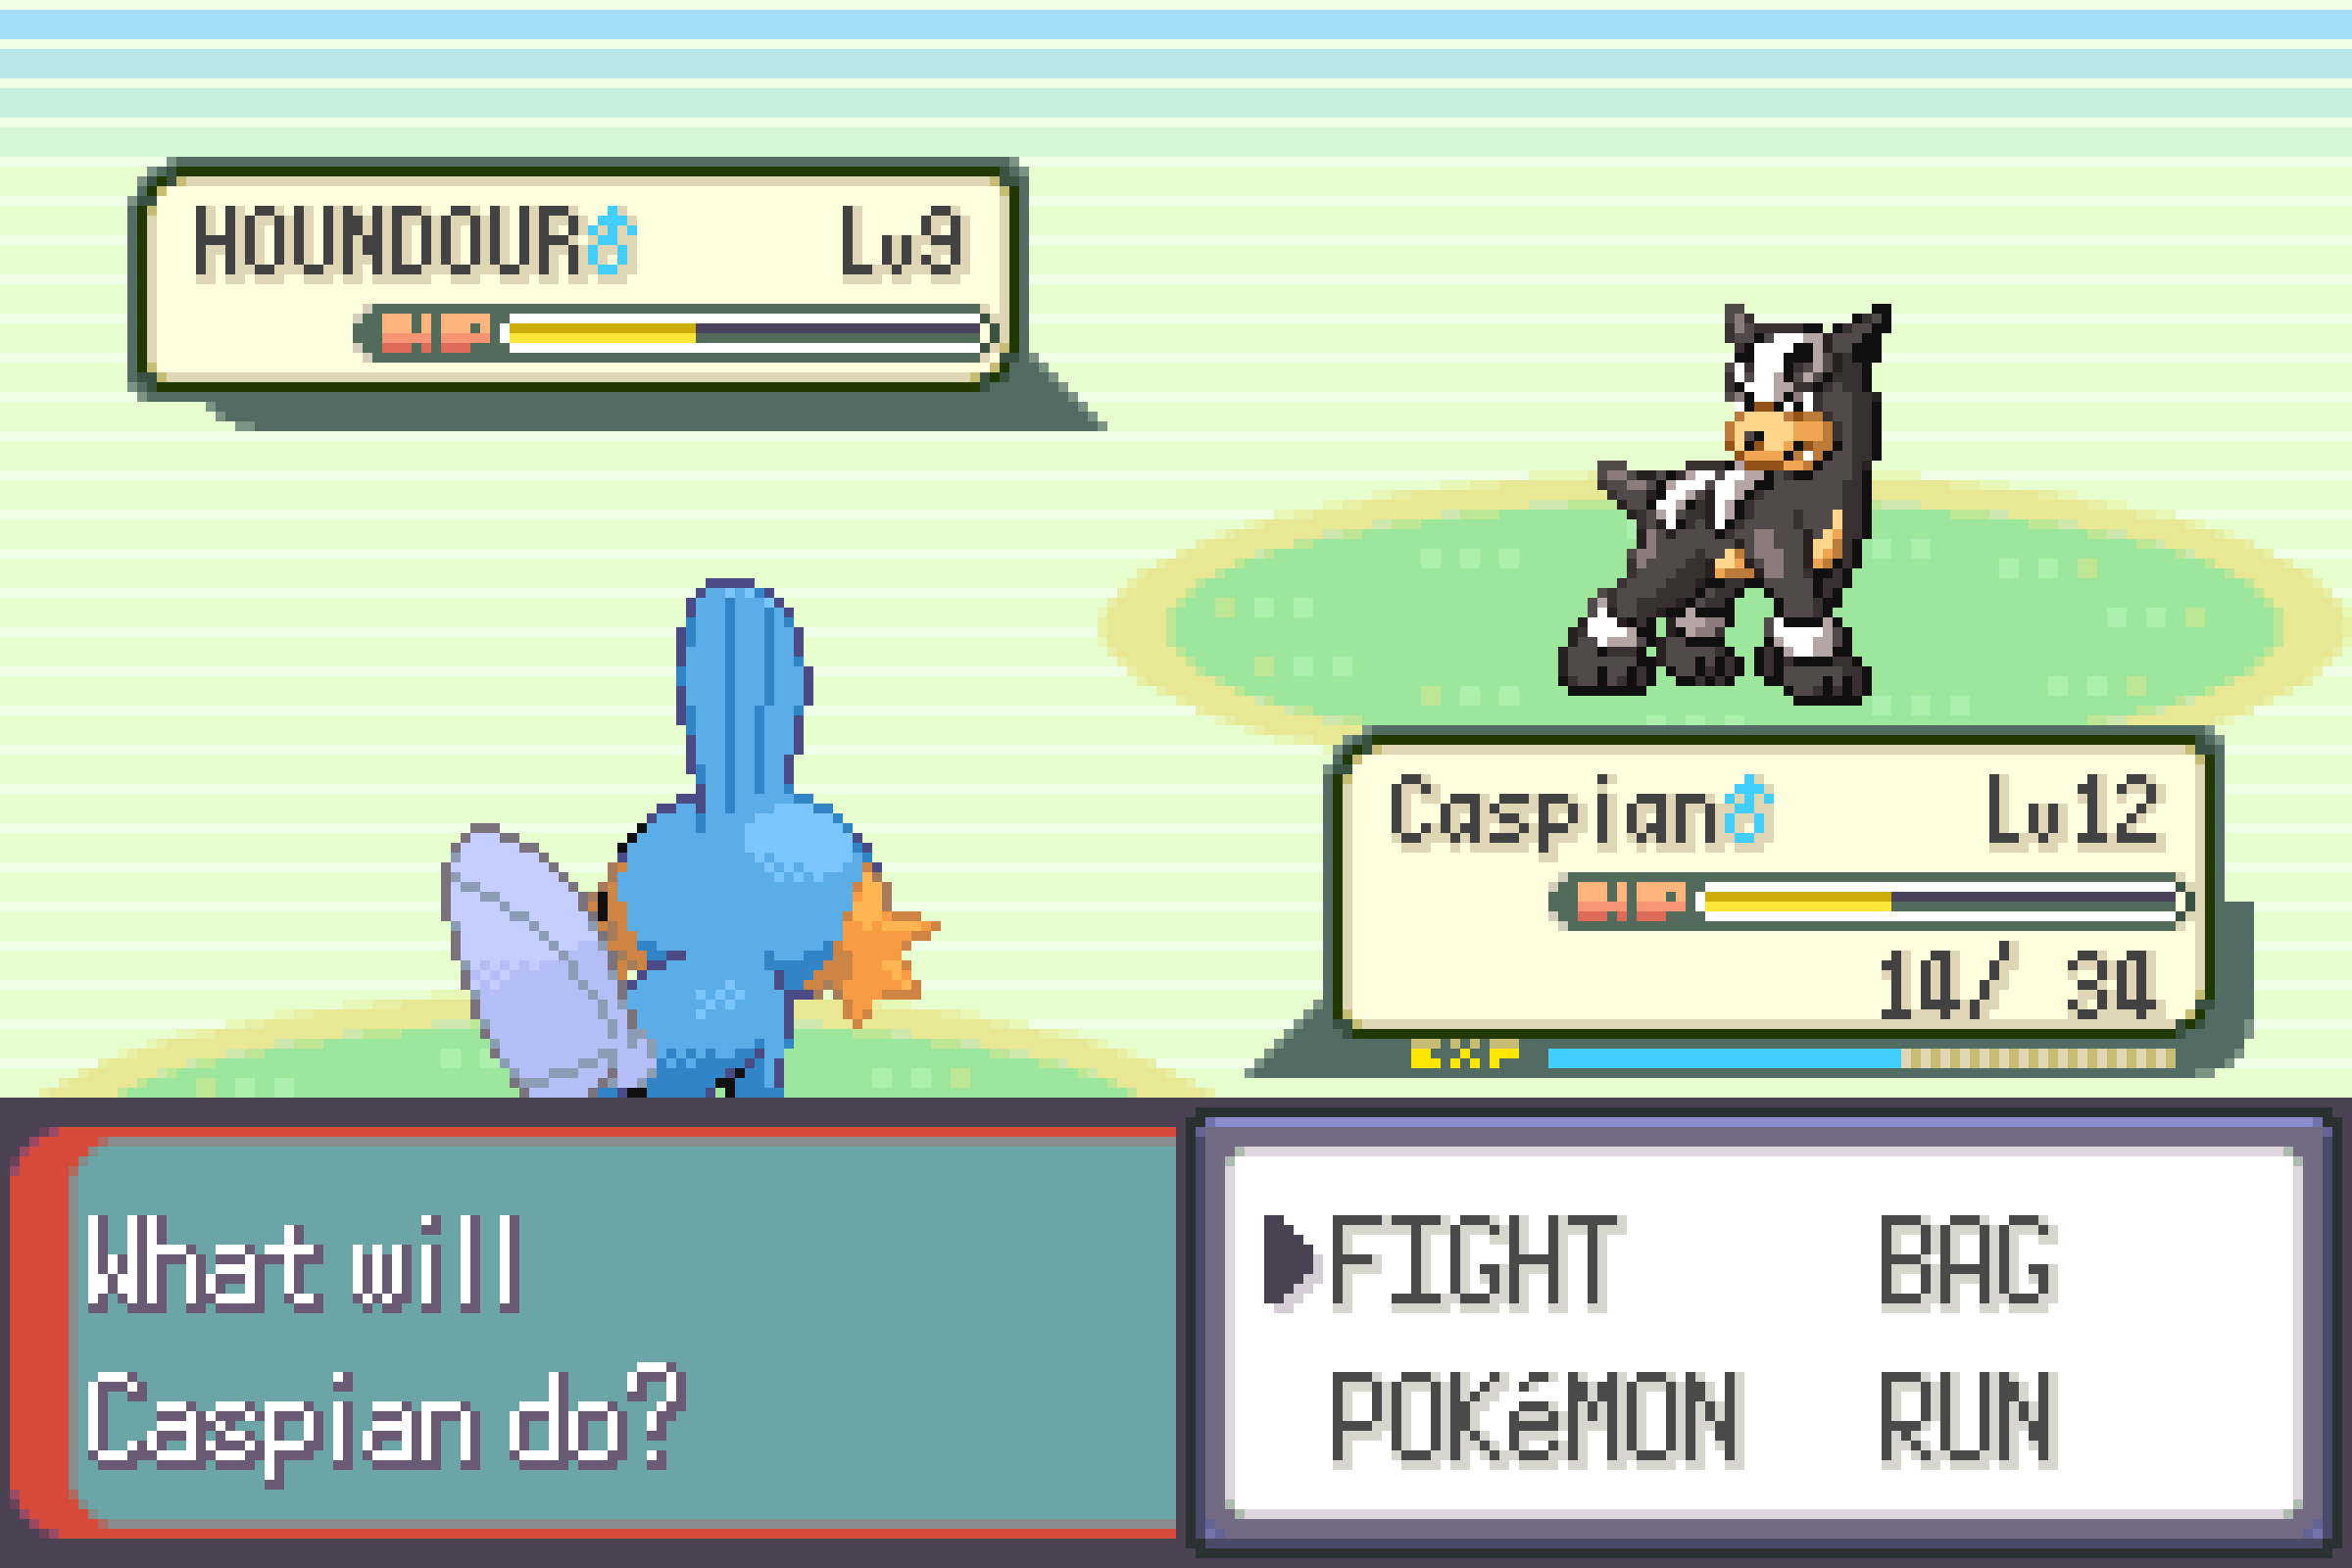 HOUNDOUR♂ Lv9
HP
Caspian♂ Lv12
HP
14/ 34
EXP
What will
Caspian do?
▶FIGHT BAG
POKéMON RUN